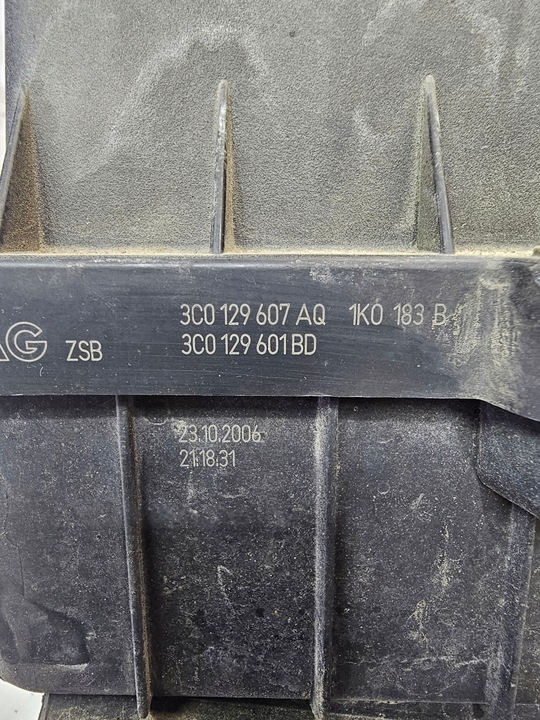 3C0 129 607 AQ 1K0 183 B
AG ZSB 3C0 129 601 BD
23.10.2006
21:18:31